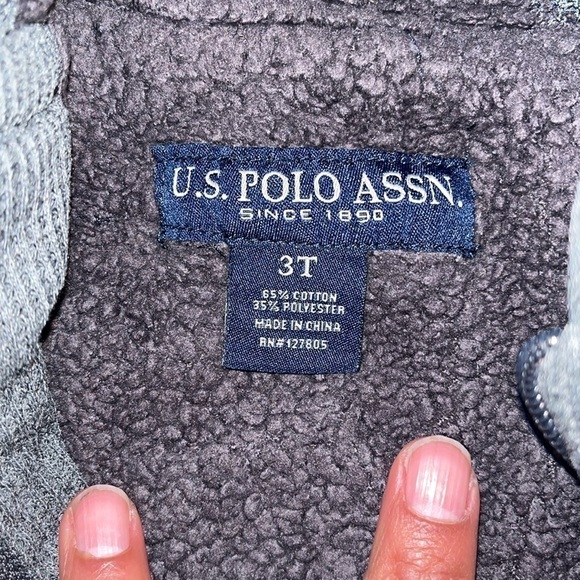 U.S. POLO ASSN.
SINCE 1890
3T
65% COTTON
35% POLYESTER
MADE IN CHINA
RN#127805